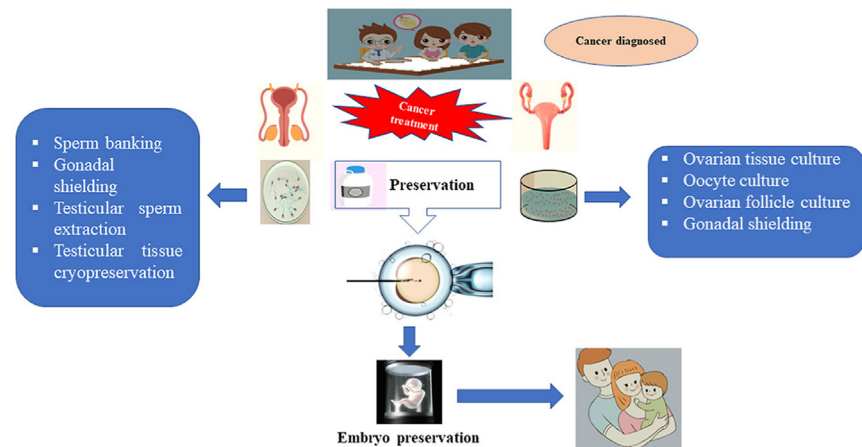 Cancer diagnosed
Cancer
treatment
▪ Sperm banking
▪ Gonadal
shielding
▪ Testicular sperm
extraction
▪ Testicular tissue
cryopreservation
Preservation
▪ Ovarian tissue culture
▪ Oocyte culture
▪ Ovarian follicle culture
▪ Gonadal shielding
Embryo preservation